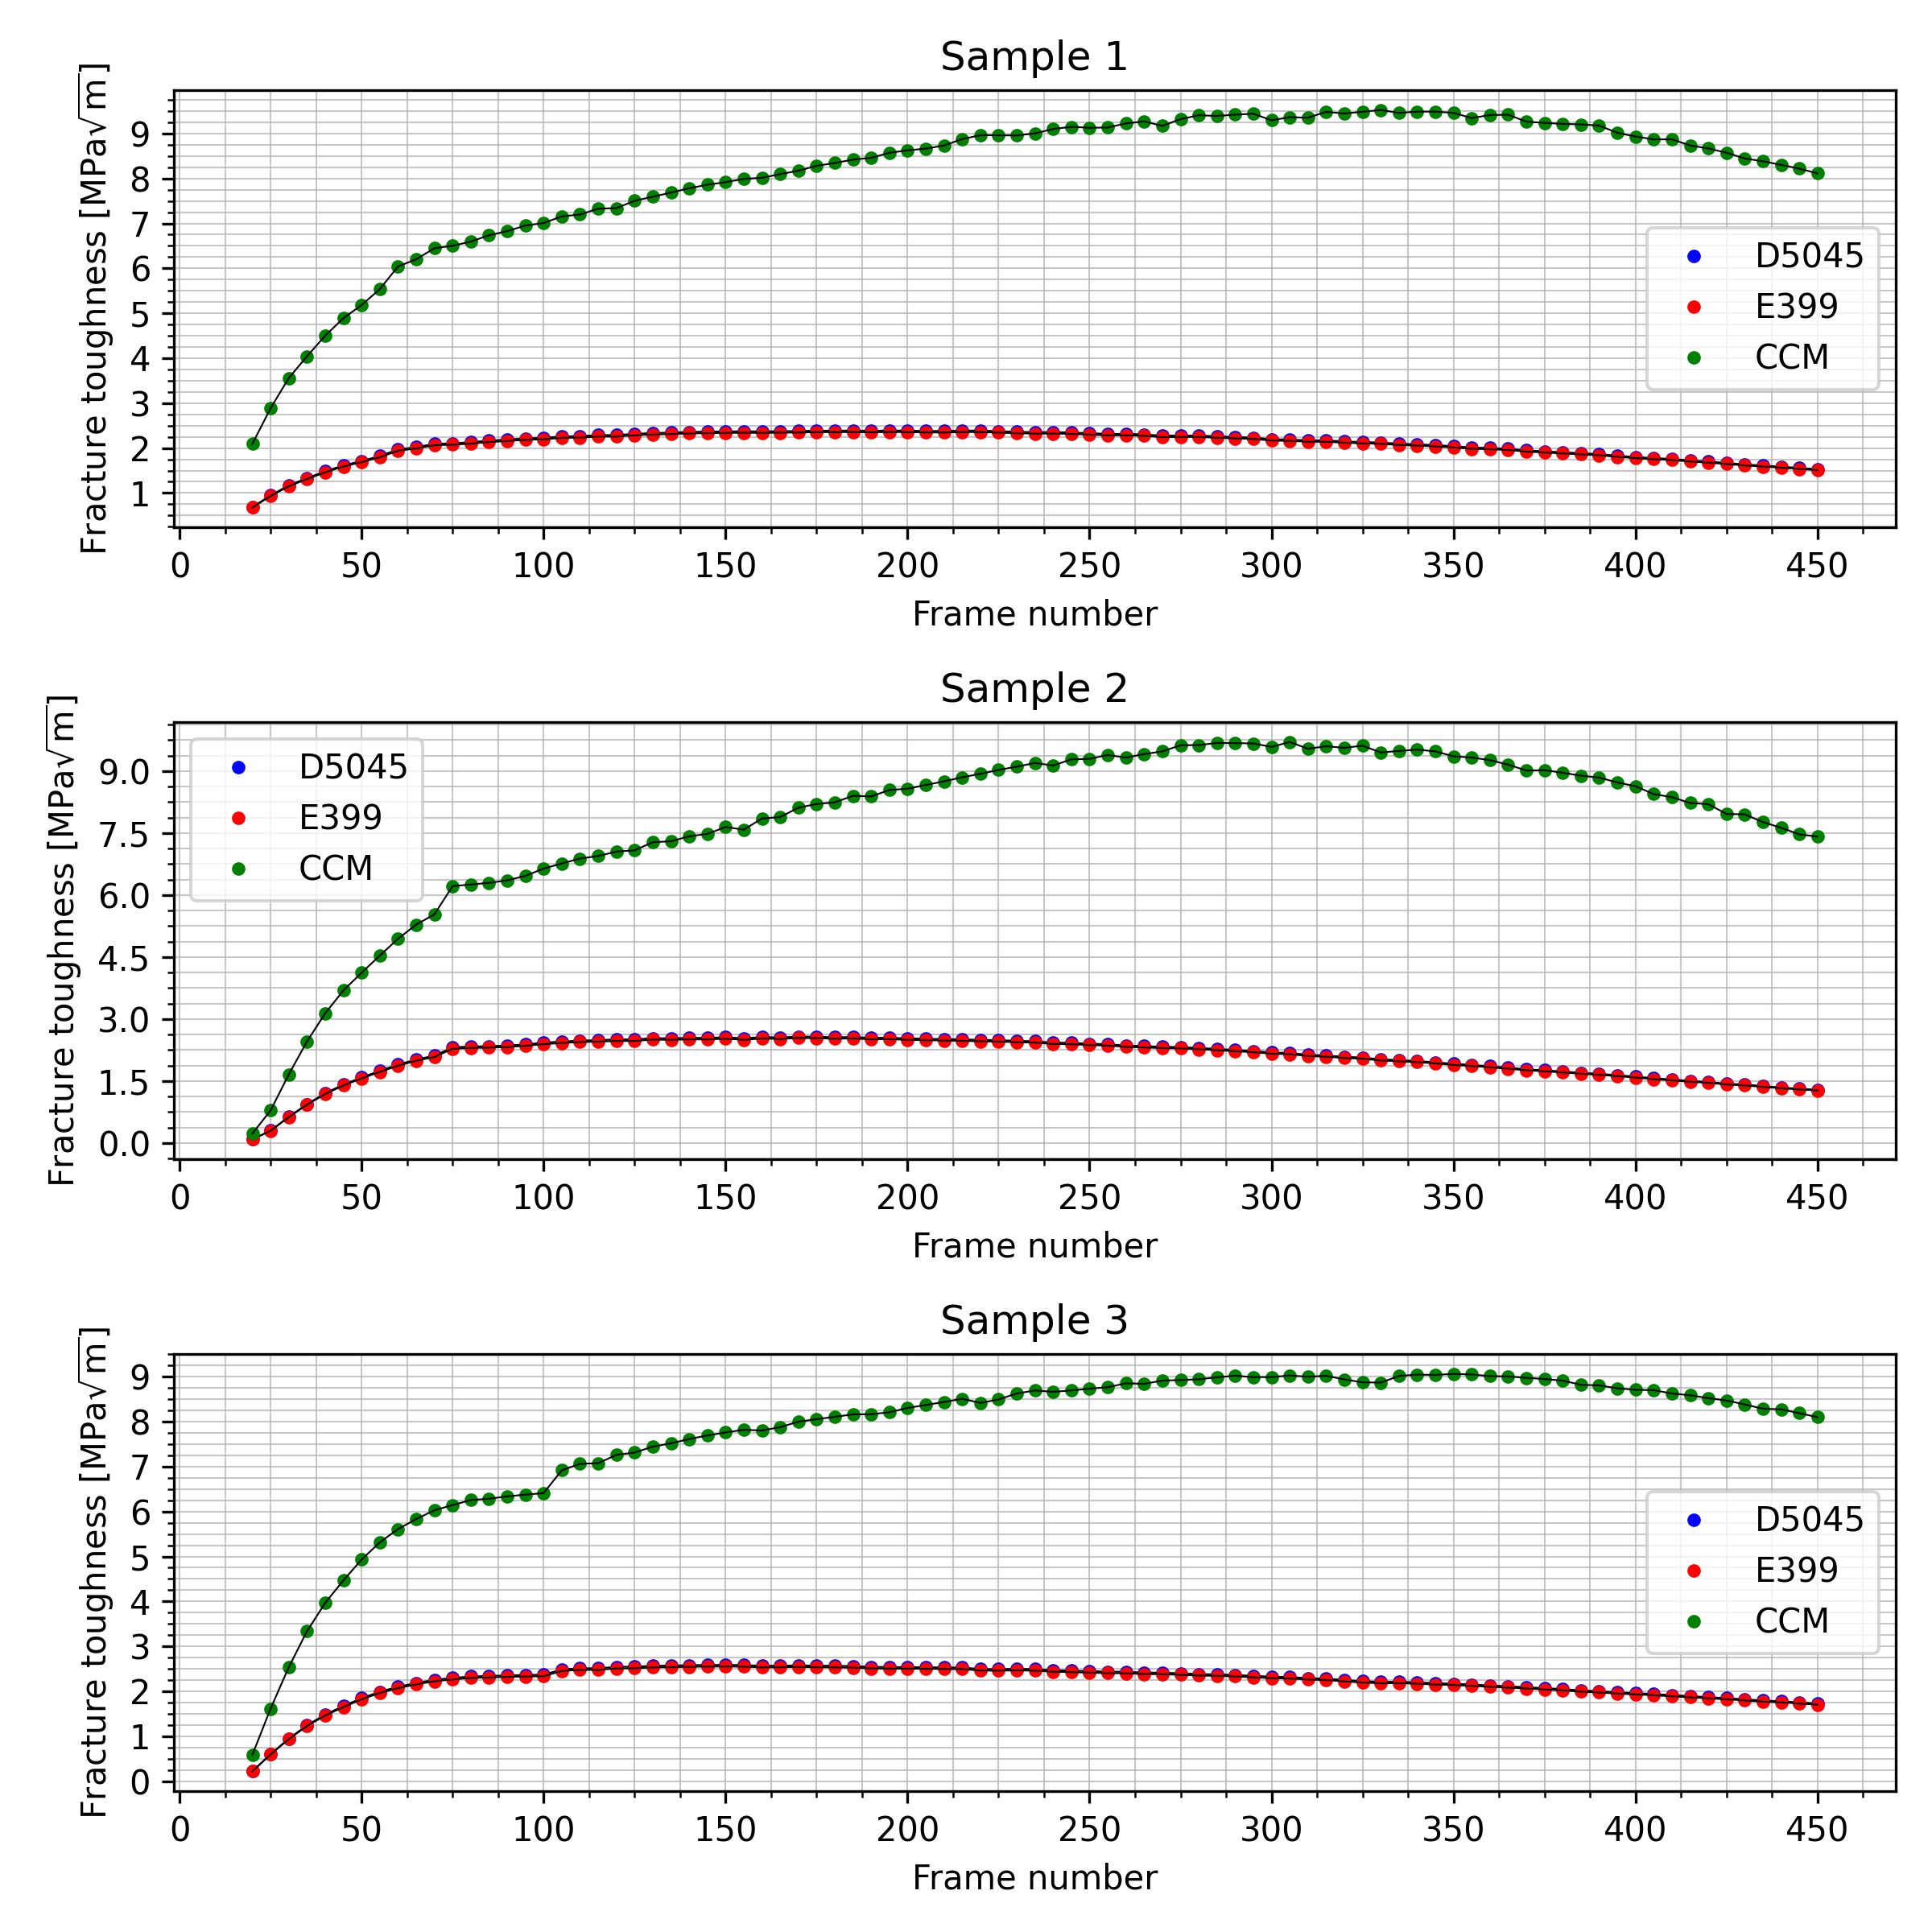 Sample 1
Fracture toughness [MPa√m]
9
8
7
6
5
4
3
2
1
D5045
E399
CCM
0 50 100 150 200 250 300 350 400 450
Frame number
Sample 2
Fracture toughness [MPa√m]
9.0
7.5
6.0
4.5
3.0
1.5
0.0
D5045
E399
CCM
0 50 100 150 200 250 300 350 400 450
Frame number
Sample 3
Fracture toughness [MPa√m]
9
8
7
6
5
4
3
2
1
0
D5045
E399
CCM
0 50 100 150 200 250 300 350 400 450
Frame number